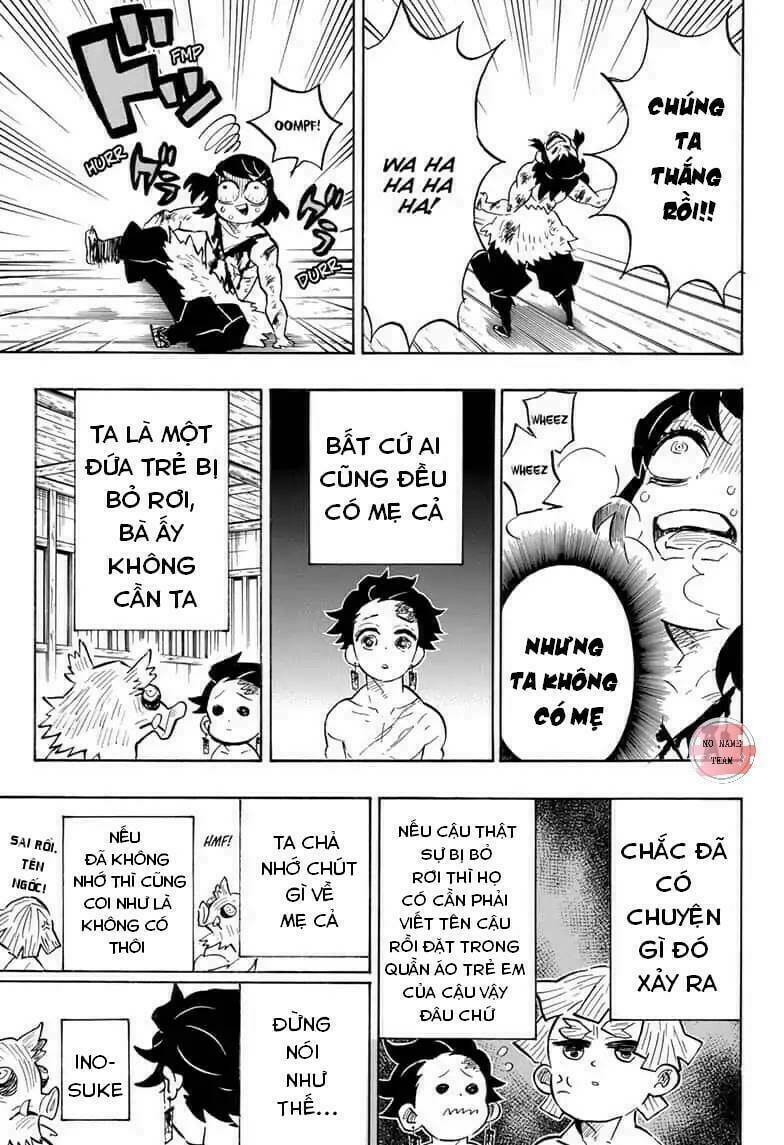 CHÚNG
TA
THẮNG
RỒI!!
WA HA
HA HA
HA!
ドドンッ
FMP
OOMPF!
HURR
ゲラ
ゲラ
DURR
WHEEZ
WHEEZ
NHƯNG
TA KHÔNG
CÓ MẸ
BẤT CỨ AI
CŨNG ĐỀU
CÓ MẸ CẢ
TA LÀ MỘT
ĐỨA TRẺ BỊ
BỎ RƠI,
BÀ ẤY
KHÔNG
CẦN TA
NO NAME
TEAM
CHẮC ĐÃ
CÓ
CHUYỆN
GÌ ĐÓ
XẢY RA
NẾU CẬU THẬT
SỰ BỊ BỎ
RƠI THÌ HỌ
CÓ CẦN PHẢI
VIẾT TÊN CẬU
RỒI ĐẶT TRONG
QUẦN ÁO TRẺ EM
CỦA CẬU VẬY
ĐÂU CHỨ
TA CHẢ
NHỚ CHÚT
GÌ VỀ
MẸ CẢ
HMF!
NẾU
ĐÃ KHÔNG
NHỚ THÌ CŨNG
COI NHƯ LÀ
KHÔNG CÓ
THÔI
SAI RỒI,
TÊN
NGỐC!
ĐỪNG
NÓI
NHƯ
THẾ...
INO-
SUKE